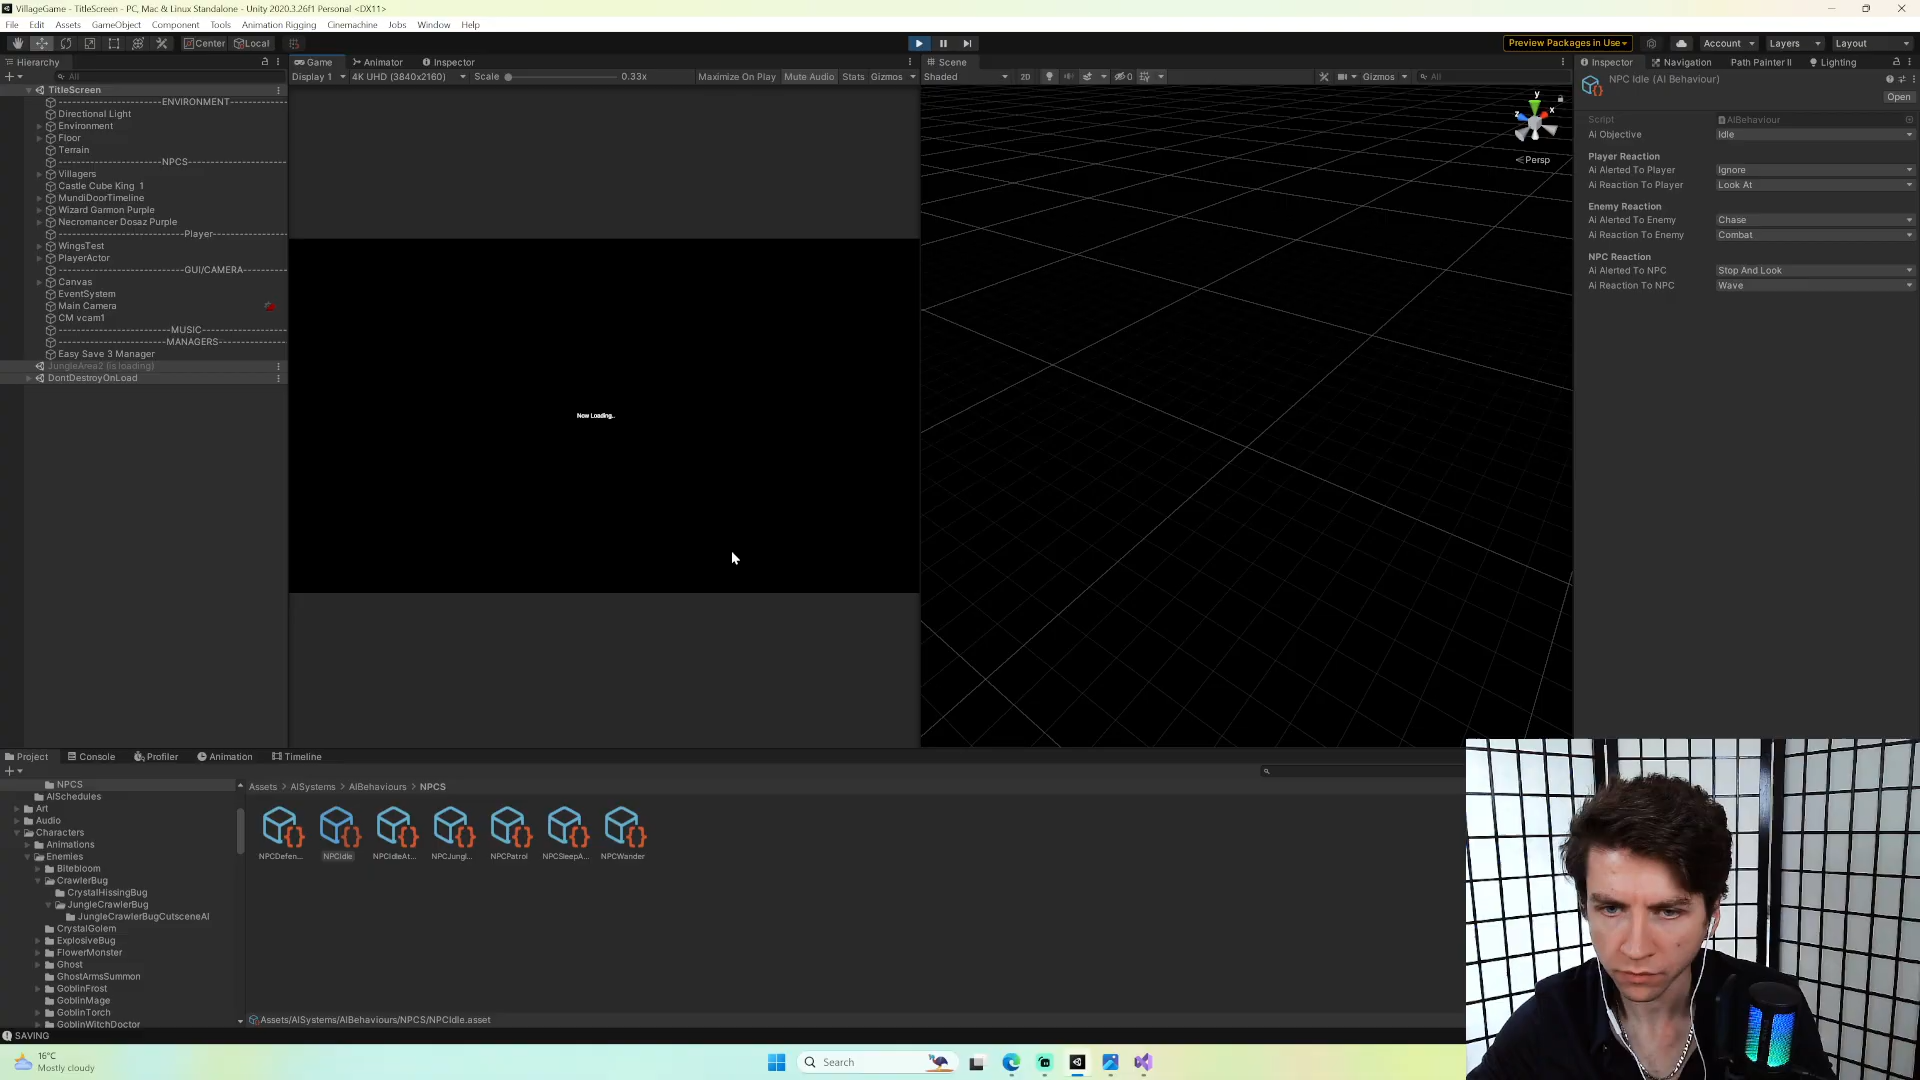 VillageGame - TitleScreen - PC, Mac & Linux Standalone - Unity 2020.3.26f1 Personal <DX11>
File Edit Assets GameObject Component Tools Animation Rigging Cinemachine Jobs Window Help
Center Local
Preview Packages in Use
Account Layers Layout
Hierarchy
All
TitleScreen
-------------------------ENVIRONMENT-------------
Directional Light
Environment
Floor
Terrain
-------------------------NPCS---------------------
Villagers
Castle Cube King 1
MundiDoorTimeline
Wizard Garmon Purple
Necromancer Dosaz Purple
------------------------------Player------------------
WingsTest
PlayerActor
------------------------------GUI/CAMERA----------
Canvas
EventSystem
Main Camera
CM vcam1
---------------------------MUSIC-------------------
--------------------------MANAGERS--------------
Easy Save 3 Manager
JungleArea2 (is loading)
DontDestroyOnLoad
Game Animator Inspector
Display 1 4K UHD (3840x2160) Scale 0.33x Maximize On Play Mute Audio Stats Gizmos
Now Loading..
Scene
Shaded 2D 0 Gizmos All
y
x
z
Persp
Inspector Navigation Path Painter II Lighting
NPC Idle (AI Behaviour)
Open
Script AIBehaviour
Ai Objective Idle
Player Reaction
Ai Alerted To Player Ignore
Ai Reaction To Player Look At
Enemy Reaction
Ai Alerted To Enemy Chase
Ai Reaction To Enemy Combat
NPC Reaction
Ai Alerted To NPC Stop And Look
Ai Reaction To NPC Wave
Project Console Profiler Animation Timeline
NPCS
AISchedules
Art
Audio
Characters
Animations
Enemies
Bitebloom
CrawlerBug
CrystalHissingBug
JungleCrawlerBug
JungleCrawlerBugCutsceneAI
CrystalGolem
ExplosiveBug
FlowerMonster
Ghost
GhostArmsSummon
GoblinFrost
GoblinMage
GoblinTorch
GoblinWitchDoctor
Assets > AISystems > AIBehaviours > NPCS
NPCDefen... NPCIdle NPCIdleAt... NPCJungl... NPCPatrol NPCSleepA... NPCWander
Assets/AISystems/AIBehaviours/NPCS/NPCIdle.asset
SAVING
16°C
Mostly cloudy
Search